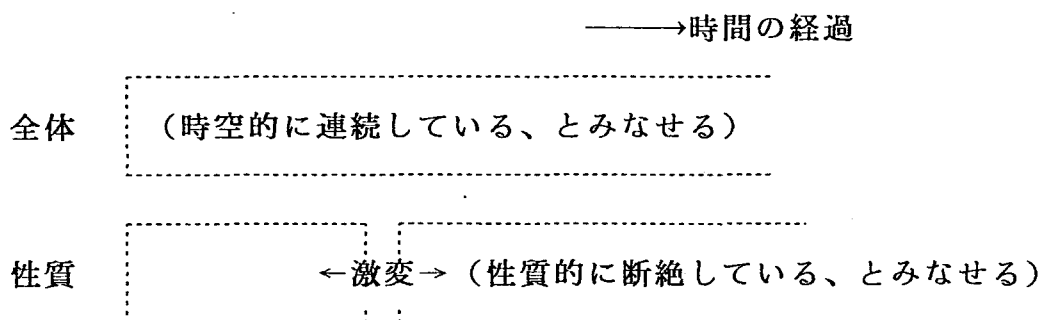 →時間の経過
全体 （時空的に連続している、とみなせる）
性質 ←激変→（性質的に断絶している、とみなせる）